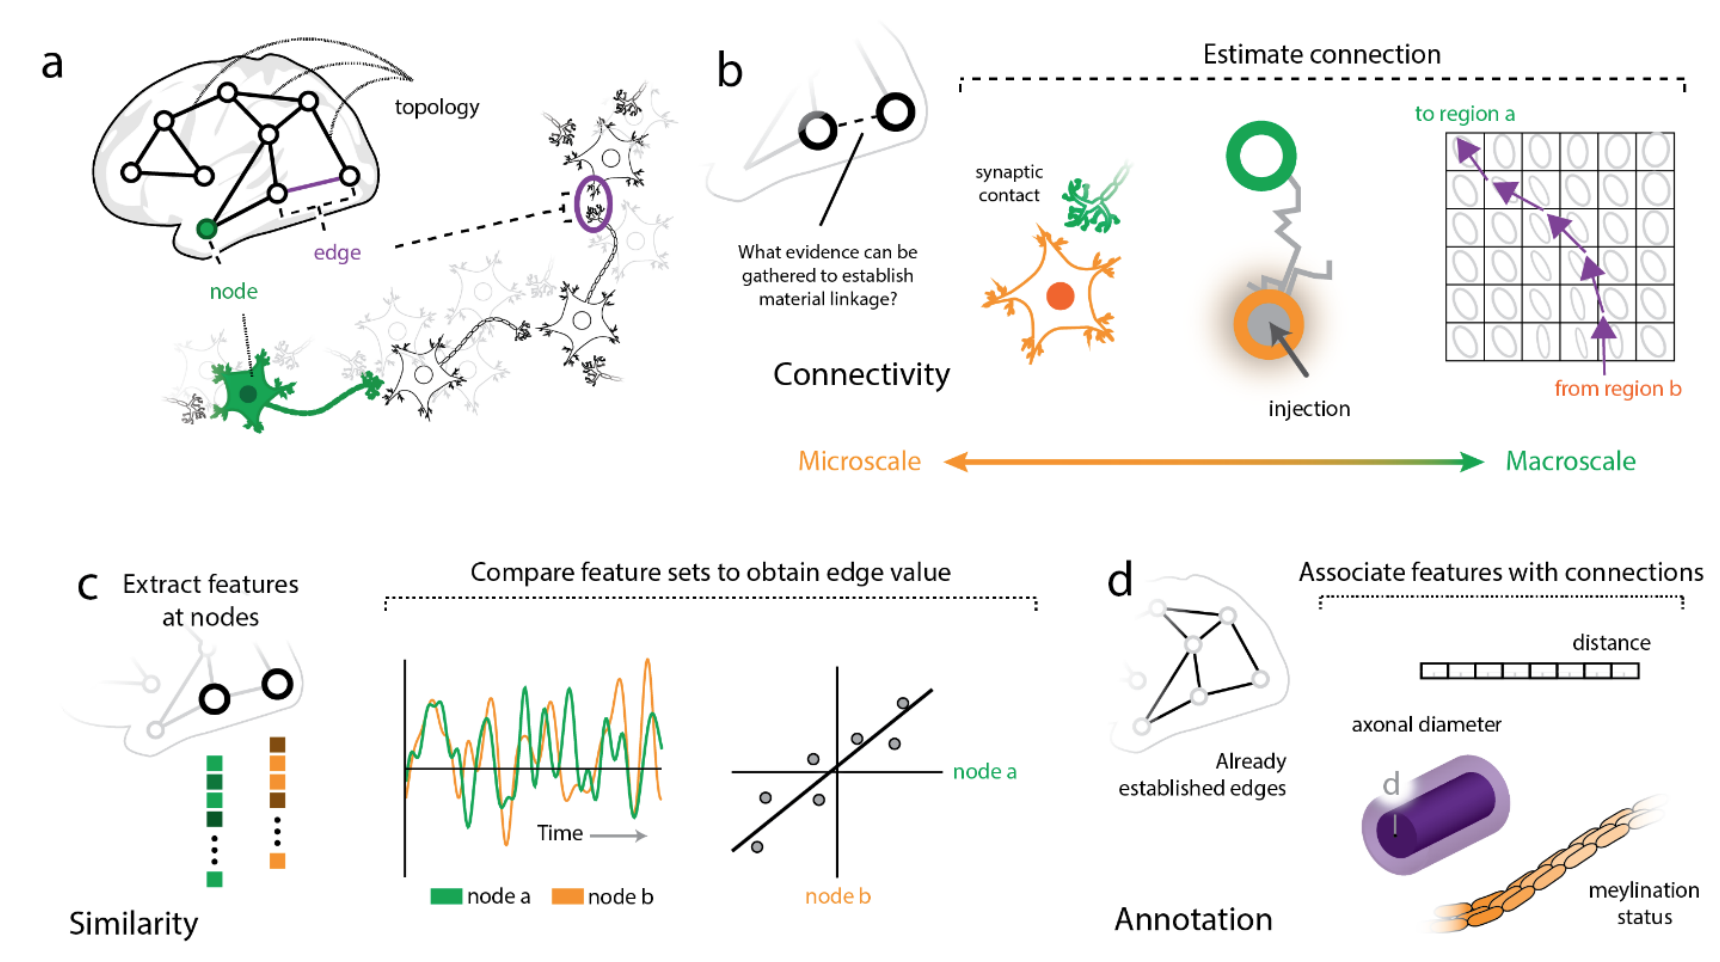 a
topology
edge
node
b
Estimate connection
What evidence can be
gathered to establish
material linkage?
synaptic
contact
injection
to region a
from region b
Connectivity
Microscale
Macroscale
c
Extract features
at nodes
Compare feature sets to obtain edge value
Time
node a
node b
node a
node b
Similarity
d
Associate features with connections
Already
established edges
distance
axonal diameter
d
meylination
status
Annotation